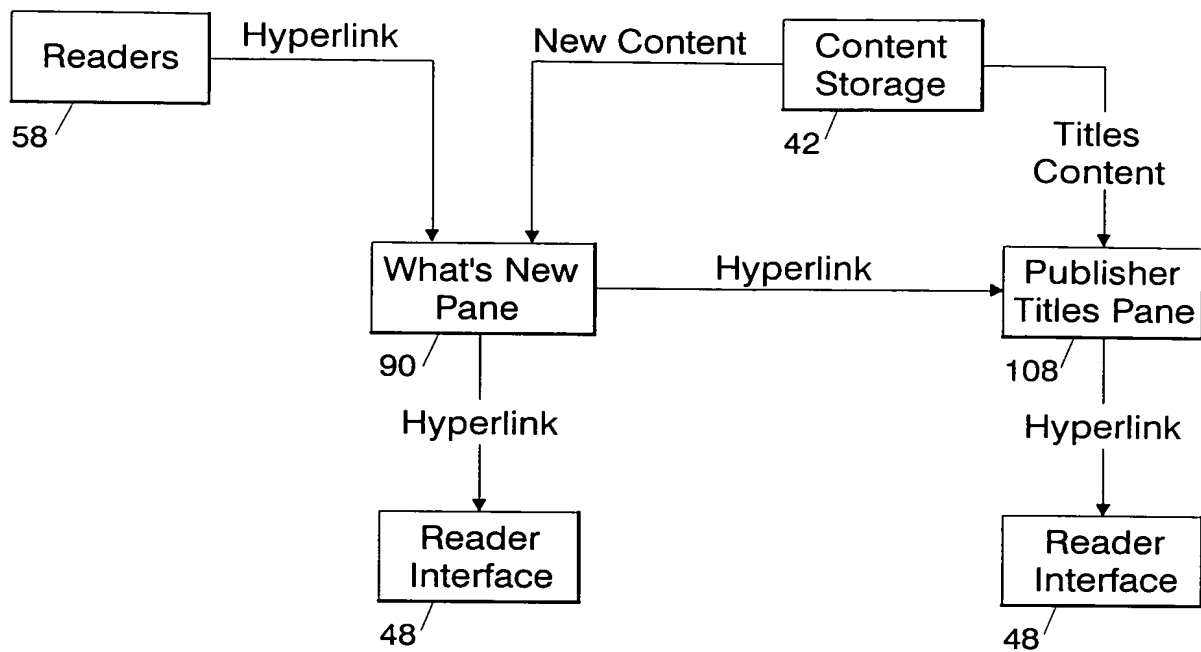 Readers
Hyperlink
New Content
Content
Storage
58
42
Titles
Content
What's New
Pane
Hyperlink
Publisher
Titles Pane
90
108
Hyperlink
Hyperlink
Reader
Interface
Reader
Interface
48
48